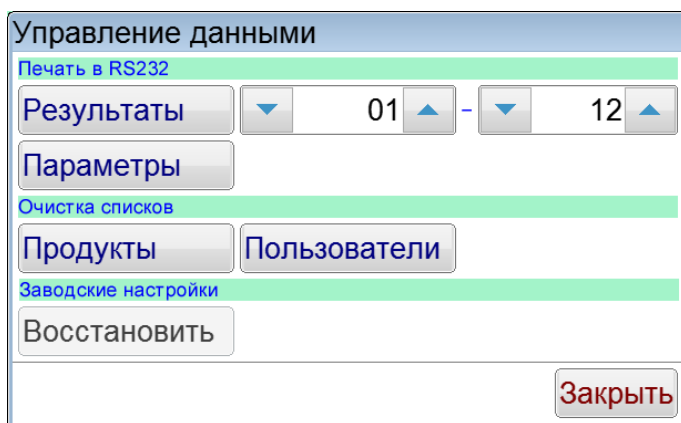 Управление данными
Печать в RS232
Результаты 01 - 12
Параметры
Очистка списков
Продукты Пользователи
Заводские настройки
Восстановить
Закрыть